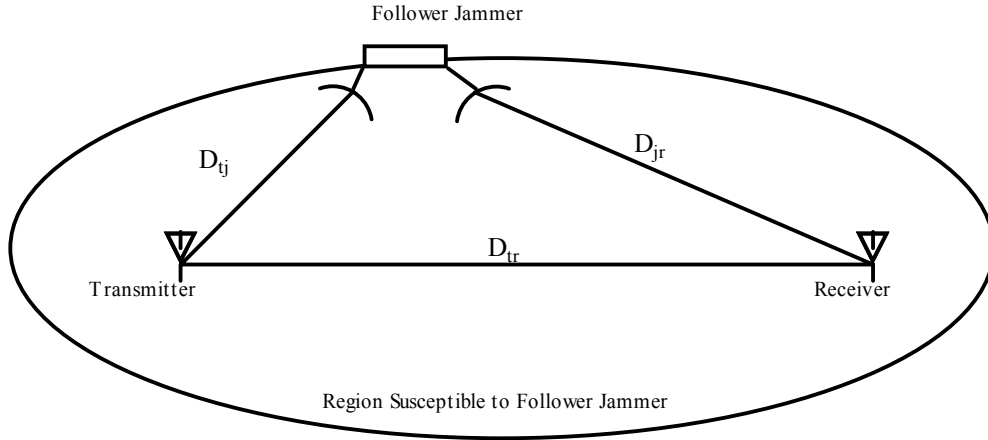 Follower Jammer
D_tj
D_jr
D_tr
Transmitter
Receiver
Region Susceptible to Follower Jammer